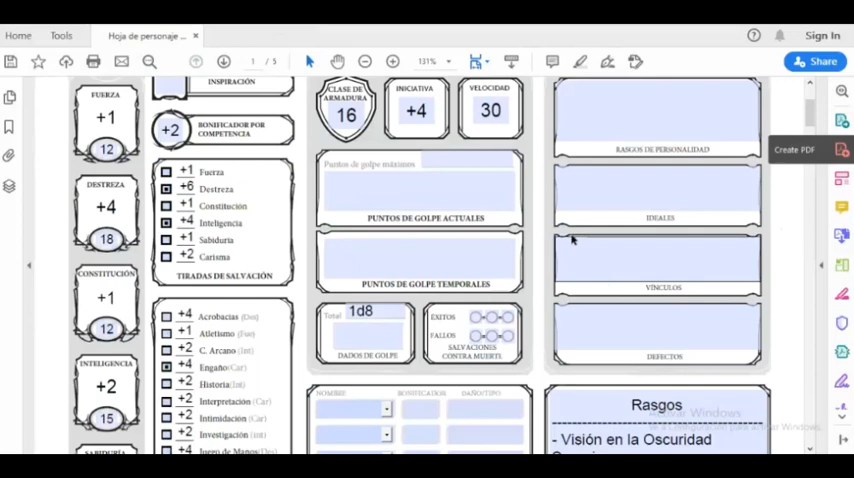 Home Tools Hoja de personaje ... × Sign In
1 / 5 131% Share
Create PDF
FUERZA
+1
12
DESTREZA
+4
18
CONSTITUCIÓN
+1
12
INTELIGENCIA
+2
15
SABIDURÍA
INSPIRACIÓN
+2 BONIFICADOR POR
COMPETENCIA
+1 Fuerza
+6 Destreza
+1 Constitución
+4 Inteligencia
+1 Sabiduría
+2 Carisma
TIRADAS DE SALVACIÓN
+4 Acrobacias (Des)
+1 Atletismo (Fue)
+2 C. Arcano (Int)
+4 Engaño(Car)
+2 Historia(Int)
+2 Interpretación (Car)
+2 Intimidación (Car)
+2 Investigación (Int)
+4 Juego de Manos(Des)
CLASE DE
ARMADURA
16
INICIATIVA
+4
VELOCIDAD
30
Puntos de golpe máximos
PUNTOS DE GOLPE ACTUALES
PUNTOS DE GOLPE TEMPORALES
Total 1d8
DADOS DE GOLPE
ÉXITOS
FALLOS
SALVACIONES
CONTRA MUERTE
NOMBRE BONIFICADOR DAÑO/TIPO
RASGOS DE PERSONALIDAD
IDEALES
VÍNCULOS
DEFECTOS
Rasgos
- Visión en la Oscuridad
Activar Windows